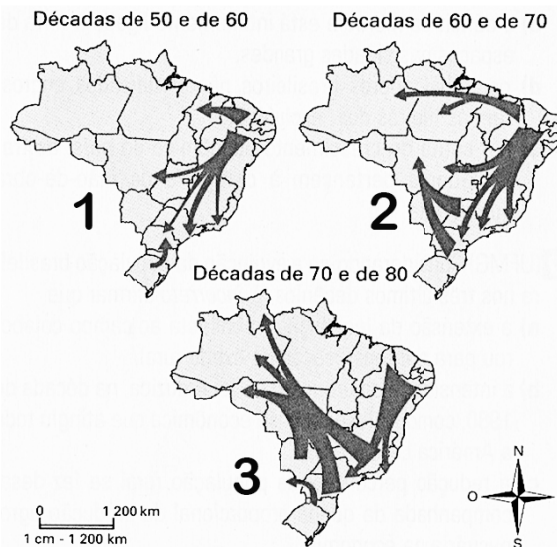 Décadas de 50 e de 60
Décadas de 60 e de 70
1
2
Décadas de 70 e de 80
3
0 1 200 km
1 cm - 1 200 km
N
O E
S